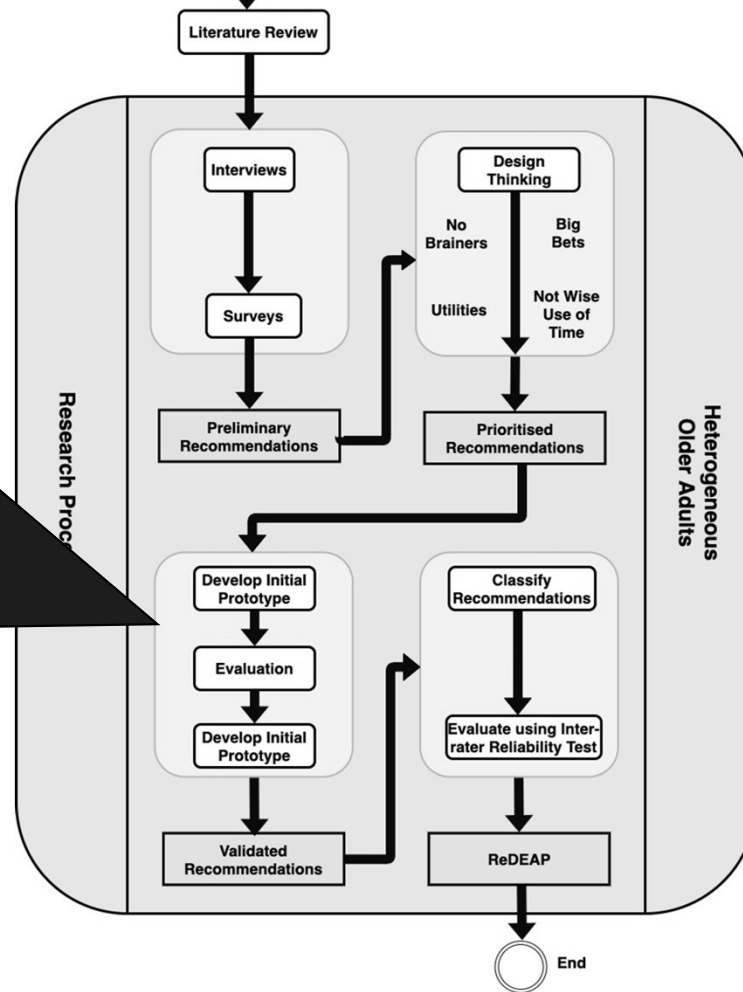 Literature Review
Interviews
Surveys
Preliminary
Recommendations
Design
Thinking
No
Brainers
Big
Bets
Utilities
Not Wise
Use of
Time
Prioritised
Recommendations
Research
Heterogeneous
Older Adults
Develop Initial
Prototype
Evaluation
Develop Initial
Prototype
Validated
Recommendations
Classify
Recommendations
Evaluate using Inter-
rater Reliability Test
ReDEAP
End